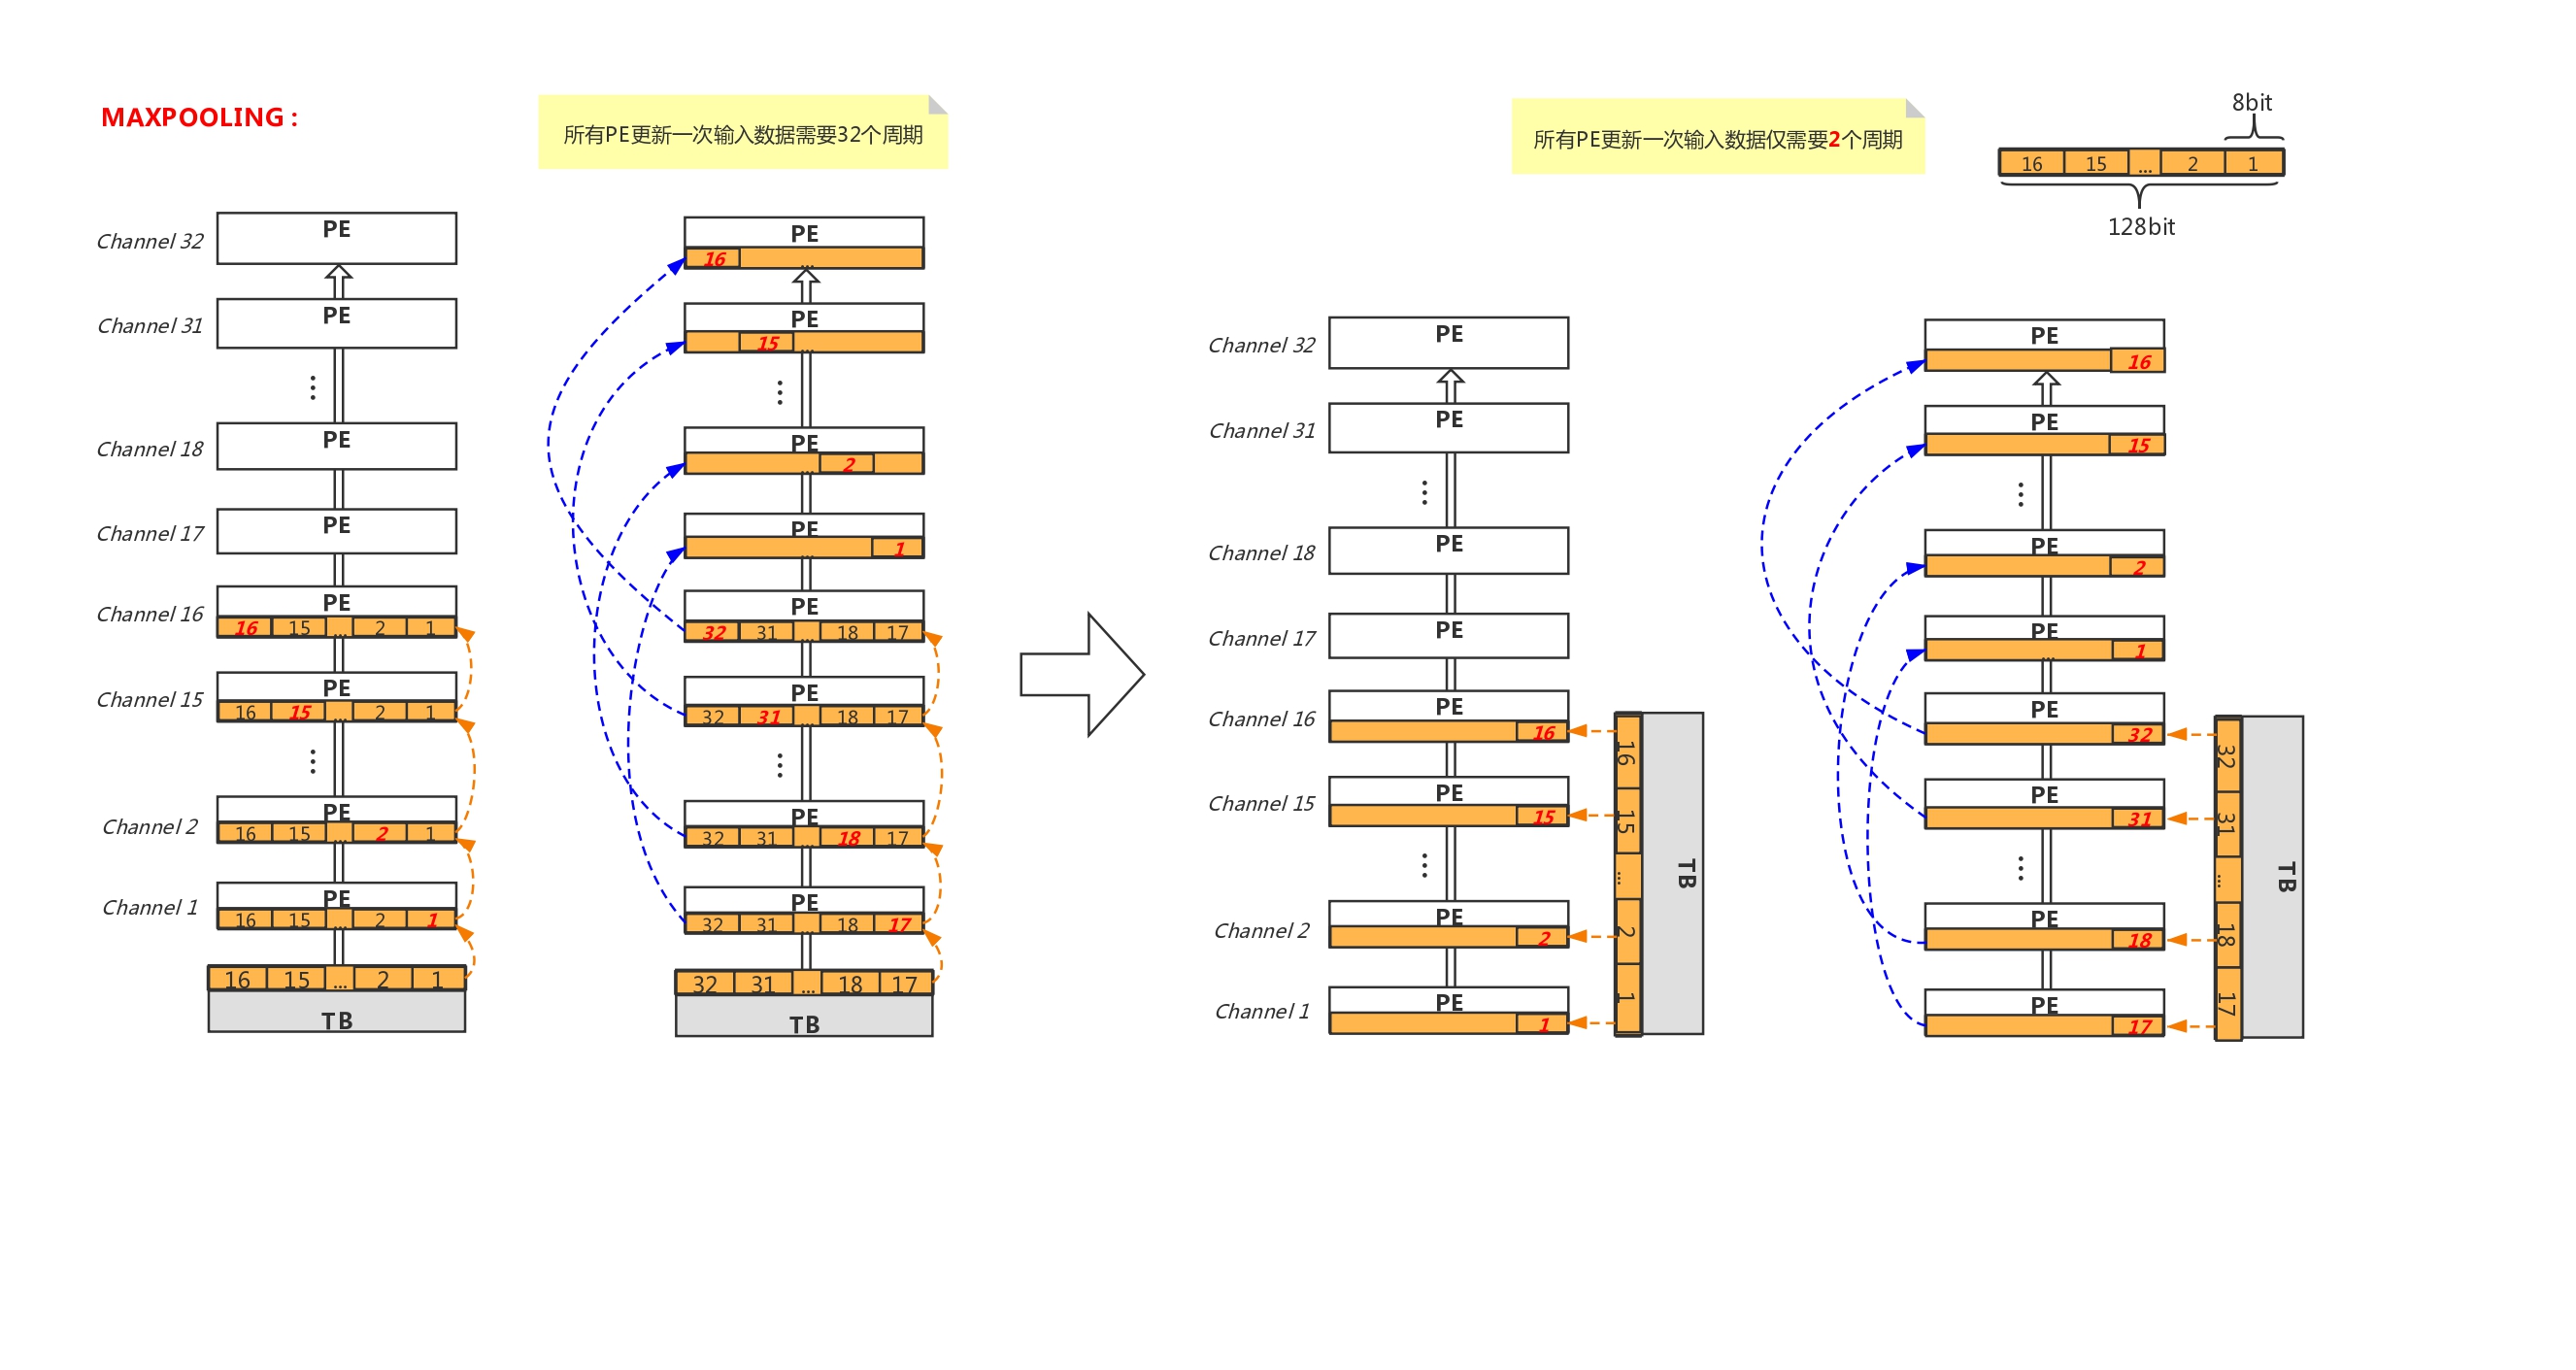 MAXPOOLING :
所有PE更新一次输入数据需要32个周期
所有PE更新一次输入数据仅需要2个周期
8bit
16 15 ... 2 1
128bit
Channel 32 PE
Channel 31 PE
Channel 18 PE
Channel 17 PE
Channel 16 PE
16 15 ... 2 1
Channel 15 PE
16 15 ... 2 1
Channel 2 PE
16 15 ... 2 1
Channel 1 PE
16 15 ... 2 1
16 15 ... 2 1
TB
PE
16 ...
PE
15 ...
PE
... 2
PE
... 1
PE
32 31 ... 18 17
PE
32 31 ... 18 17
PE
32 31 ... 18 17
PE
32 31 ... 18 17
32 31 ... 18 17
TB
Channel 32 PE
Channel 31 PE
Channel 18 PE
Channel 17 PE
Channel 16 PE
16
Channel 15 PE
15
Channel 2 PE
2
Channel 1 PE
1
16 15 ... 2 1
TB
PE
16
PE
15
PE
2
PE
... 1
PE
32
PE
31
PE
18
PE
17
32 31 ... 18 17
TB